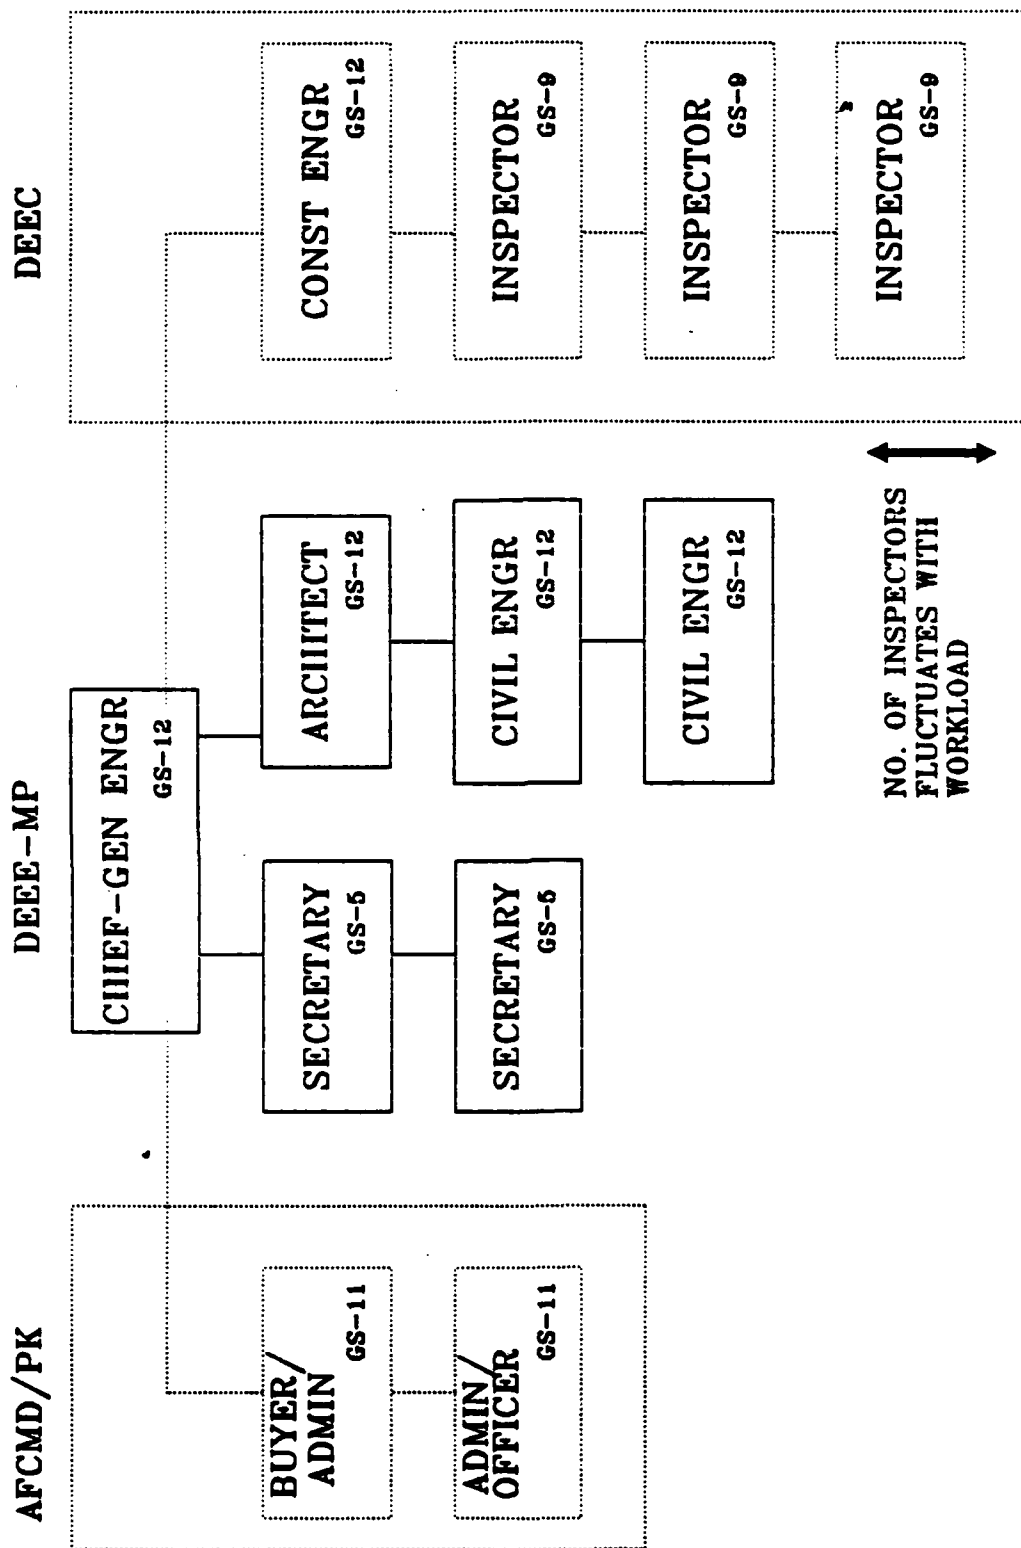 AFCMD/PK
DEEE-MP
DEEC
CHIEF-GEN ENGR
GS-12
BUYER/
ADMIN
GS-11
SECRETARY
GS-5
ARCHITECT
GS-12
CONST ENGR
GS-12
ADMIN/
OFFICER
GS-11
SECRETARY
GS-5
CIVIL ENGR
GS-12
INSPECTOR
GS-9
CIVIL ENGR
GS-12
INSPECTOR
GS-9
INSPECTOR
GS-9
NO. OF INSPECTORS
FLUCTUATES WITH
WORKLOAD